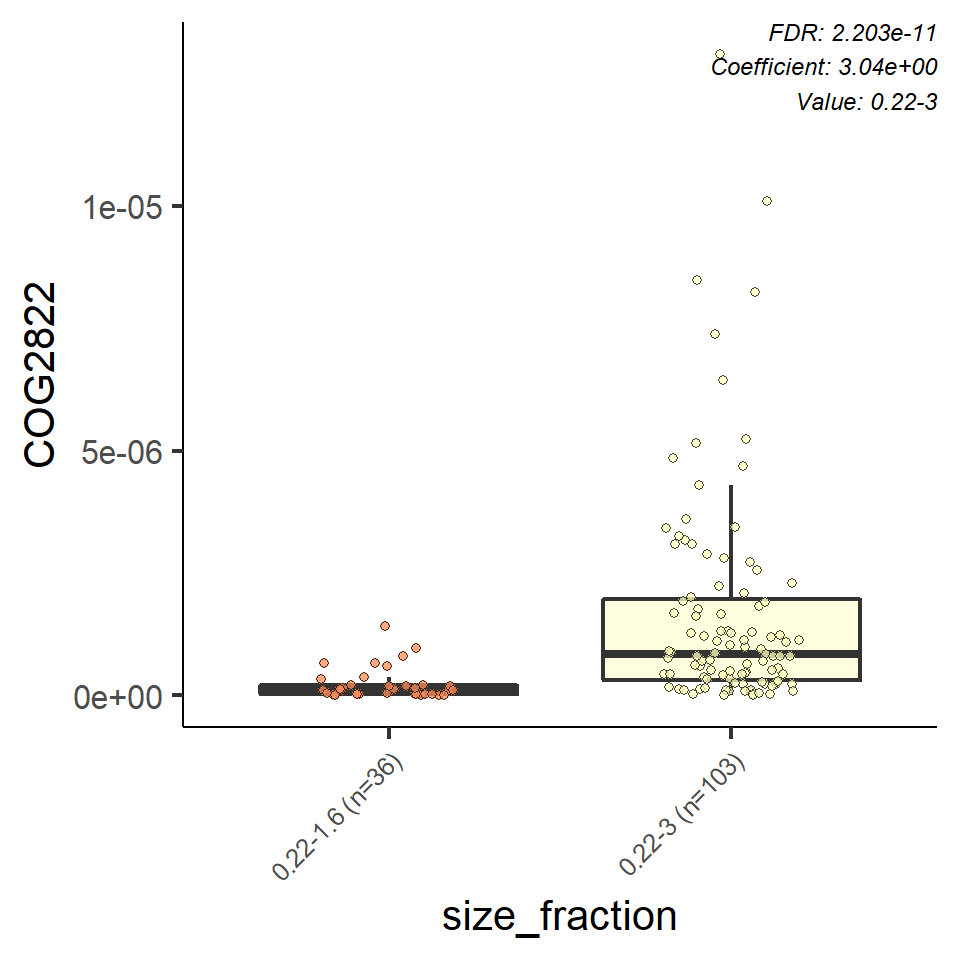 FDR: 2.203e-11
Coefficient: 3.04e+00
Value: 0.22-3
COG2822
1e-05
5e-06
0e+00
0.22-1.6 (n=36)
0.22-3 (n=103)
size_fraction